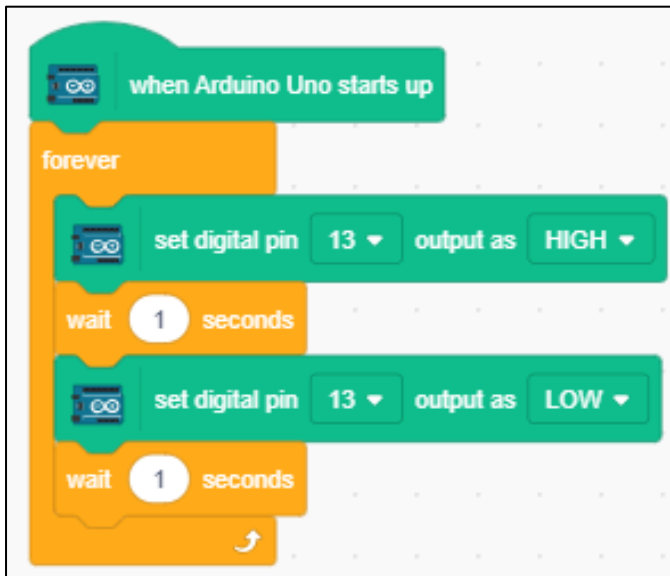 when Arduino Uno starts up
forever
set digital pin 13 output as HIGH
wait 1 seconds
set digital pin 13 output as LOW
wait 1 seconds